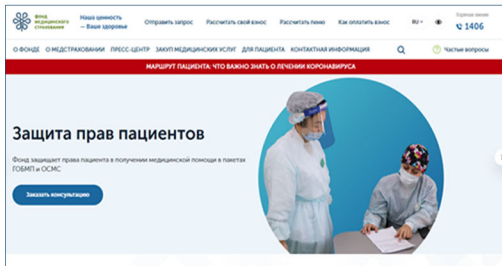 ФОНД
МЕДИЦИНСКОГО
СТРАХОВАНИЯ
Наша ценность
— Ваше здоровье
Отправить запрос
Рассчитать свой взнос
Рассчитать пеню
Как оплатить взнос
RU
Горячая линия
1406
О ФОНДЕ О МЕДСТРАХОВАНИИ ПРЕСС-ЦЕНТР ЗАКУП МЕДИЦИНСКИХ УСЛУГ ДЛЯ ПАЦИЕНТА КОНТАКТНАЯ ИНФОРМАЦИЯ
Частые вопросы
МАРШРУТ ПАЦИЕНТА: ЧТО ВАЖНО ЗНАТЬ О ЛЕЧЕНИИ КОРОНАВИРУСА
Защита прав пациентов
Фонд защищает права пациента в получении медицинской помощи в пакетах
ГОБМП и ОСМС
Заказать консультацию